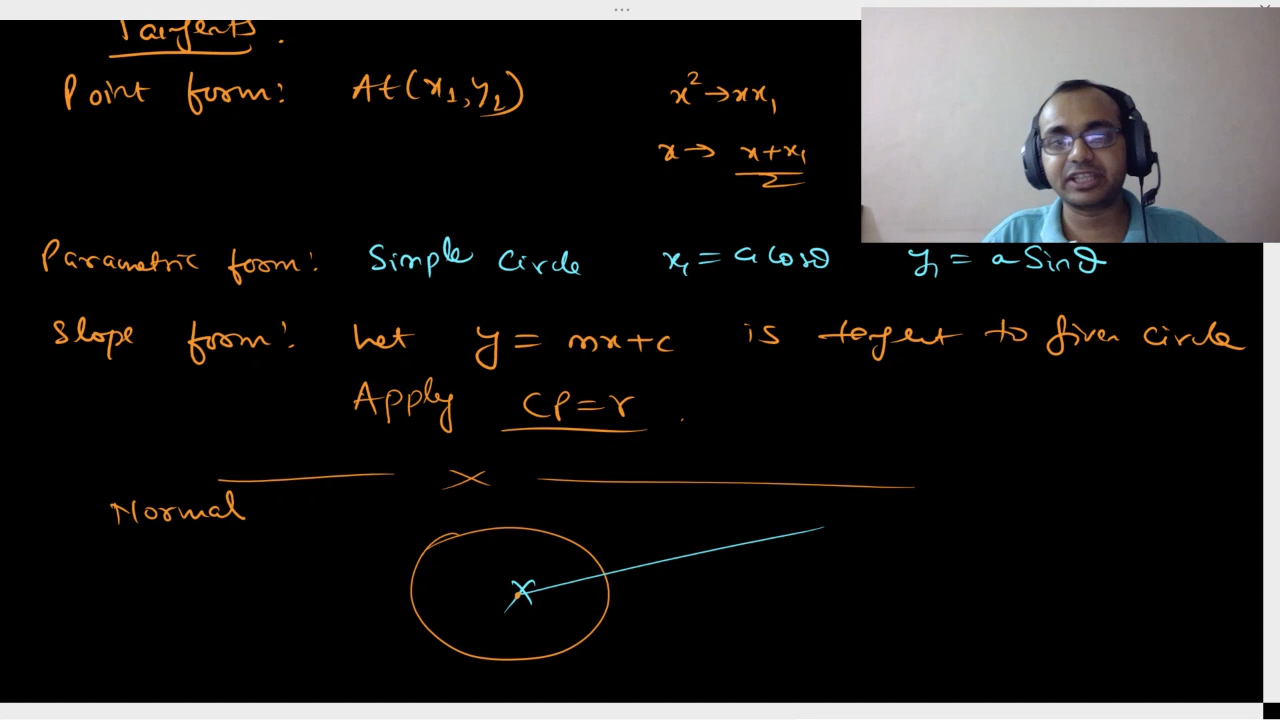 Tangents.
Point form: At (x₁, y₁) x² → xx₁
x → x+x₁/2
Parametric form: Simple Circle x₁ = a cosθ y₁ = a Sinθ
Slope form: Let y = mx+c is tangent to given circle
Apply CP=r.
Normal